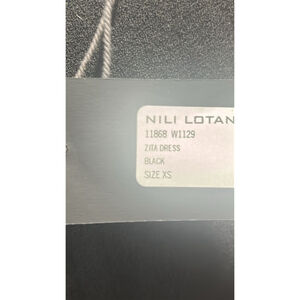 NILI LOTAN
11868 W1129
ZITA DRESS
BLACK
SIZE XS